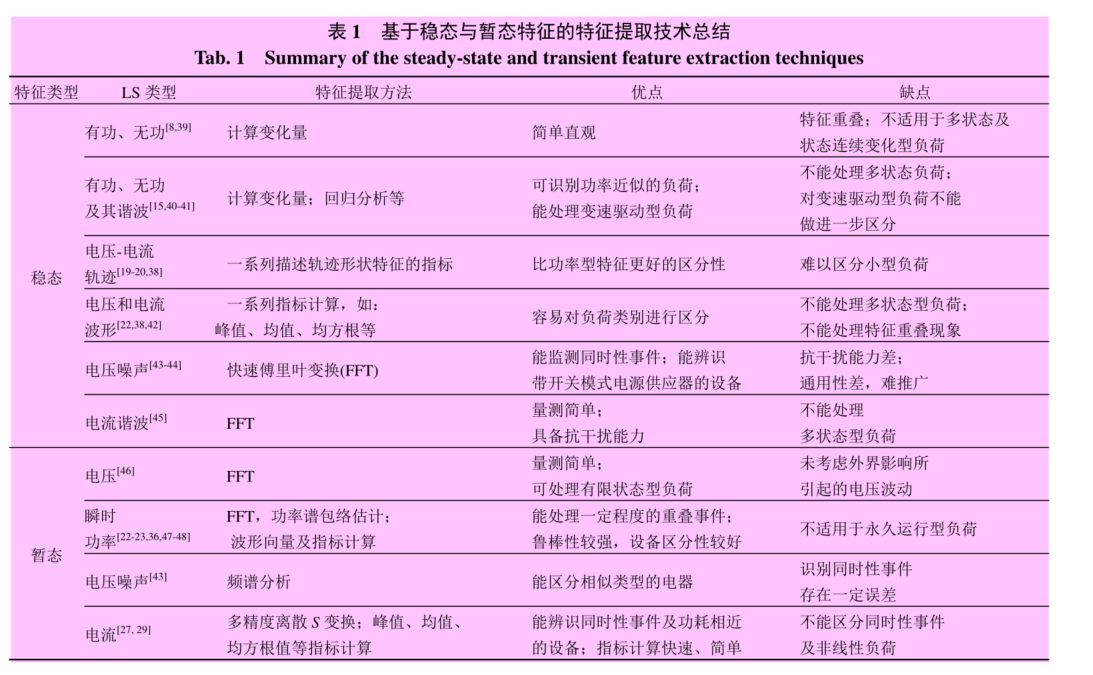 表 1 基于稳态与暂态特征的特征提取技术总结
Tab. 1 Summary of the steady-state and transient feature extraction techniques
特征类型 LS 类型 特征提取方法 优点 缺点
稳态
有功、无功[8,39] 计算变化量 简单直观 特征重叠；不适用于多状态及
状态连续变化型负荷
有功、无功
及其谐波[15,40-41]
计算变化量；回归分析等
可识别功率近似的负荷；
能处理变速驱动型负荷
不能处理多状态负荷；
对变速驱动型负荷不能
做进一步区分
电压-电流
轨迹[19-20,38]
一系列描述轨迹形状特征的指标
比功率型特征更好的区分性
难以区分小型负荷
电压和电流
波形[22,38,42]
一系列指标计算，如：
峰值、均值、均方根等
容易对负荷类别进行区分
不能处理多状态型负荷；
不能处理特征重叠现象
电压噪声[43-44]
快速傅里叶变换(FFT)
能监测同时性事件；能辨识
带开关模式电源供应器的设备
抗干扰能力差；
通用性差，难推广
电流谐波[45]
FFT
量测简单；
具备抗干扰能力
不能处理
多状态型负荷
暂态
电压[46]
FFT
量测简单；
可处理有限状态型负荷
未考虑外界影响所
引起的电压波动
瞬时
功率[22-23,36,47-48]
FFT，功率谱包络估计；
波形向量及指标计算
能处理一定程度的重叠事件；
鲁棒性较强，设备区分性较好
不适用于永久运行型负荷
电压噪声[43]
频谱分析
能区分相似类型的电器
识别同时性事件
存在一定误差
电流[27, 29]
多精度离散 S 变换；峰值、均值、
均方根值等指标计算
能辨识同时性事件及功耗相近
的设备；指标计算快速、简单
不能区分同时性事件
及非线性负荷